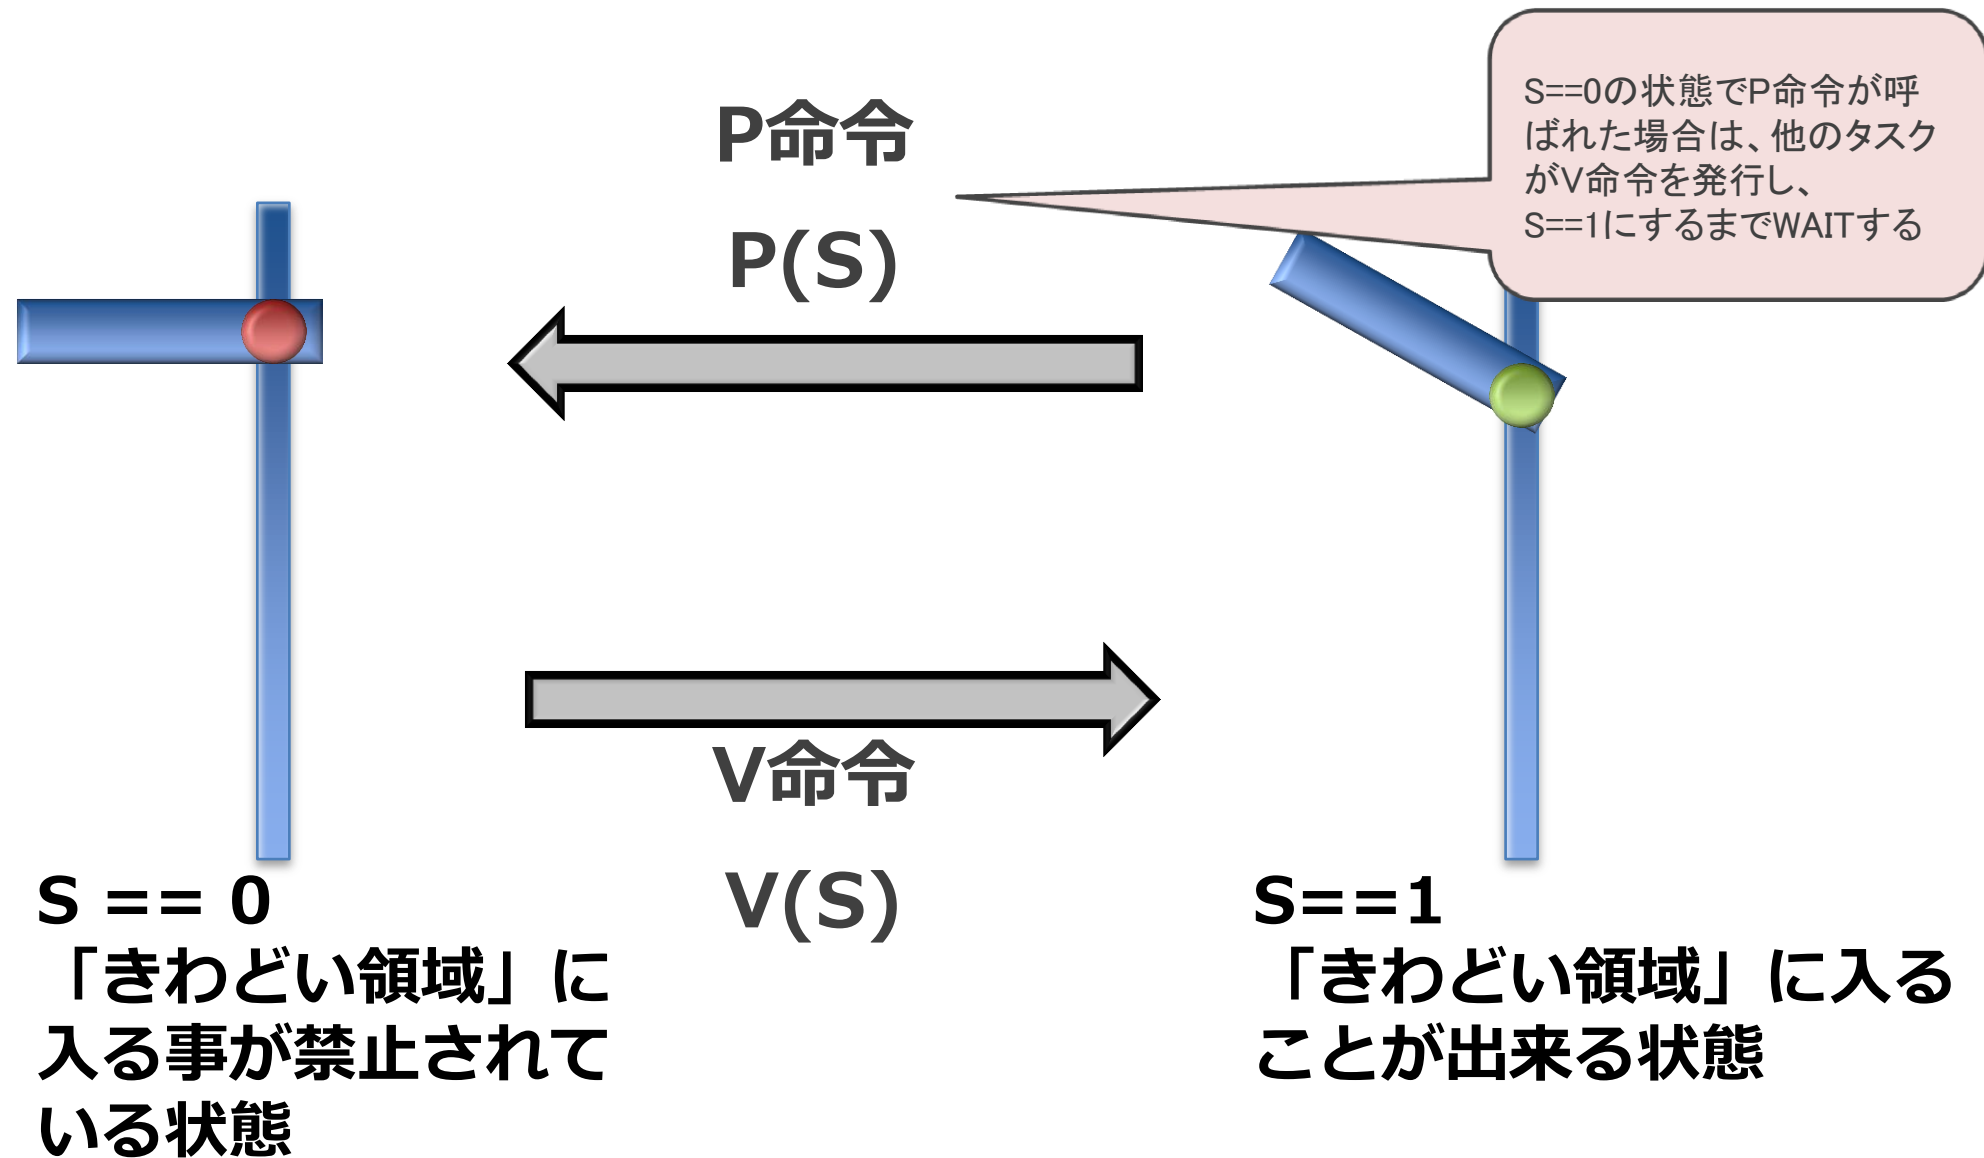 S==0の状態でP命令が呼
ばれた場合は、他のタスク
がV命令を発行し、
S==1にするまでWAITする
P命令
P(S)
V命令
V(S)
S == 0
「きわどい領域」に
入る事が禁止されて
いる状態
S==1
「きわどい領域」に入る
ことが出来る状態